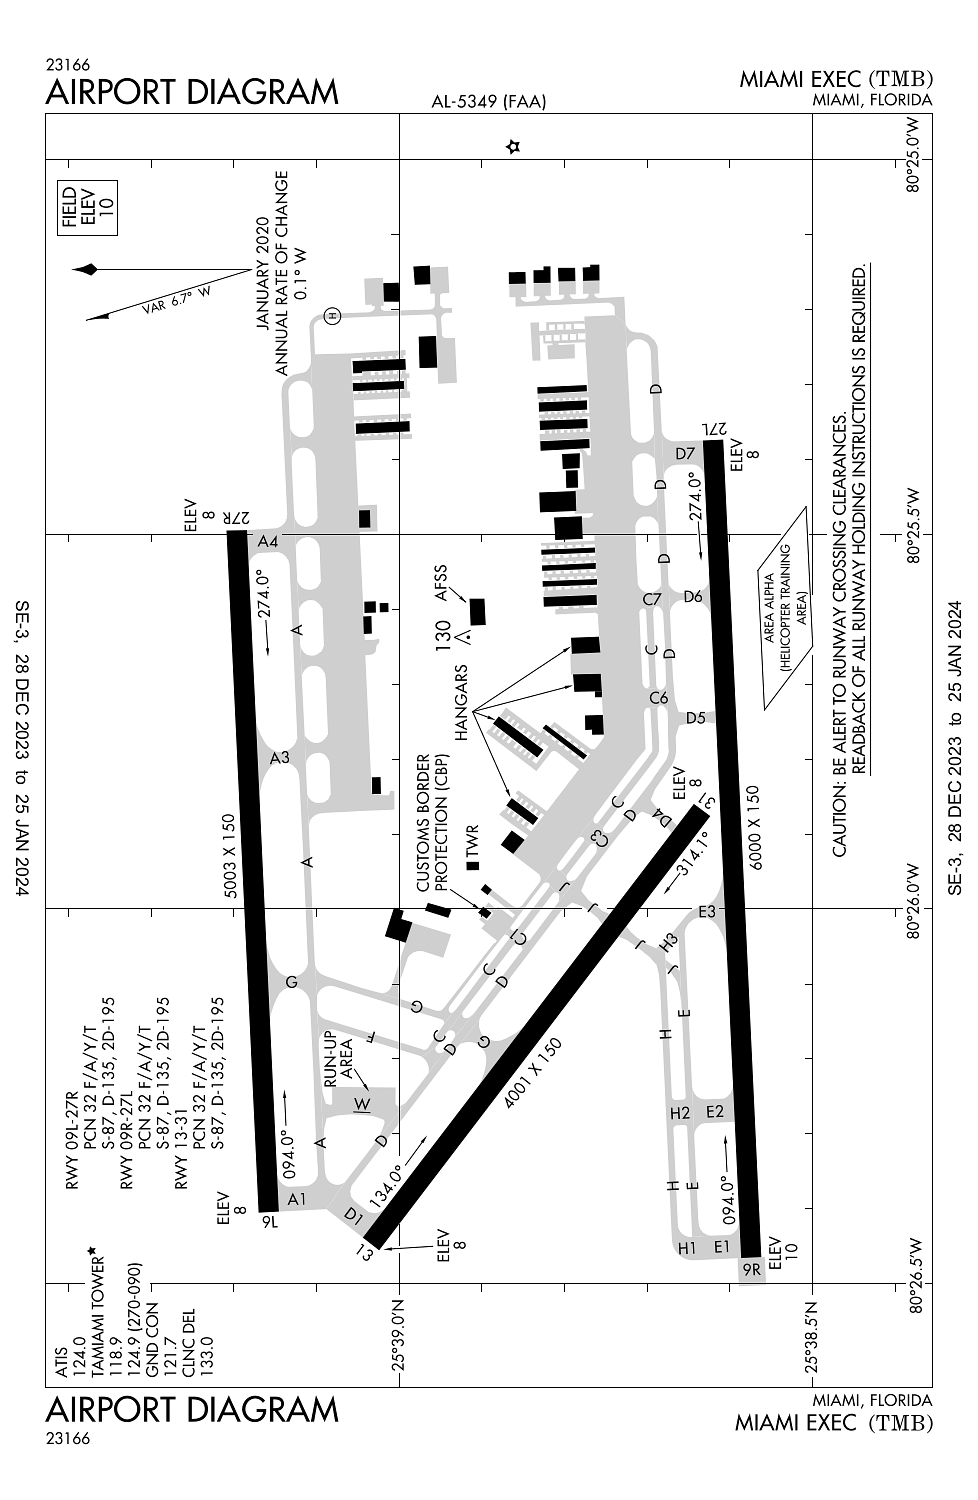 23166
AIRPORT DIAGRAM
AL-5349 (FAA)
MIAMI EXEC (TMB)
MIAMI, FLORIDA
FIELD
ELEV
10
VAR 6.7° W
JANUARY 2020
ANNUAL RATE OF CHANGE
0.1° W
H
80°25.0'W
80°25.5'W
80°26.0'W
80°26.5'W
25°39.0'N
25°38.5'N
ELEV
8
27R
A4
274.0°
A
A3
5003 X 150
A
G
094.0°
A
A1
ELEV
8
9L
D
D7
27L
ELEV
8
D
274.0°
D
C7
D6
C
D
C6
D5
AREA ALPHA
(HELICOPTER TRAINING
AREA)
AFSS
130
HANGARS
CUSTOMS BORDER
PROTECTION (CBP)
TWR
ELEV
8
31
D4
C
D
C3
314.1°
6000 X 150
J
J
E3
C1
H3
J
J
C
D
G
E
H
F
C
D
G
RUN-UP
AREA
W
4001 X 150
H2
E2
D
134.0°
H
E
094.0°
D1
13
ELEV
8
H1
E1
9R
ELEV
10
RWY 09L-27R
PCN 32 F/A/Y/T
S-87, D-135, 2D-195
RWY 09R-27L
PCN 32 F/A/Y/T
S-87, D-135, 2D-195
RWY 13-31
PCN 32 F/A/Y/T
S-87, D-135, 2D-195
ATIS
124.0
TAMIAMI TOWER★
118.9
124.9 (270-090)
GND CON
121.7
CLNC DEL
133.0
CAUTION: BE ALERT TO RUNWAY CROSSING CLEARANCES.
READBACK OF ALL RUNWAY HOLDING INSTRUCTIONS IS REQUIRED.
SE-3, 28 DEC 2023 to 25 JAN 2024
SE-3, 28 DEC 2023 to 25 JAN 2024
AIRPORT DIAGRAM
23166
MIAMI, FLORIDA
MIAMI EXEC (TMB)